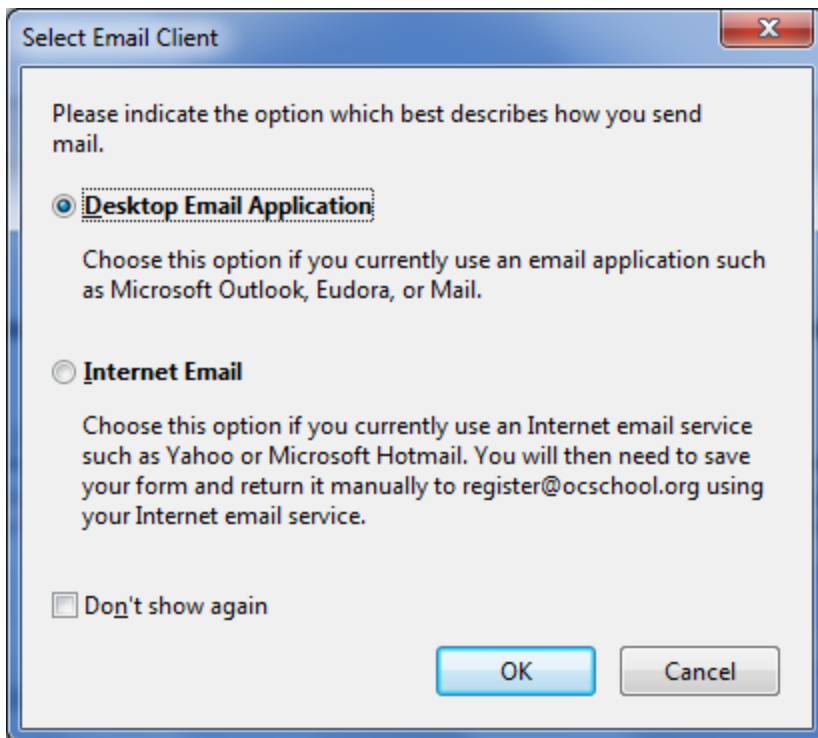 Select Email Client
Please indicate the option which best describes how you send
mail.
Desktop Email Application
Choose this option if you currently use an email application such
as Microsoft Outlook, Eudora, or Mail.
Internet Email
Choose this option if you currently use an Internet email service
such as Yahoo or Microsoft Hotmail. You will then need to save
your form and return it manually to register@ocschool.org using
your Internet email service.
Don't show again
OK
Cancel